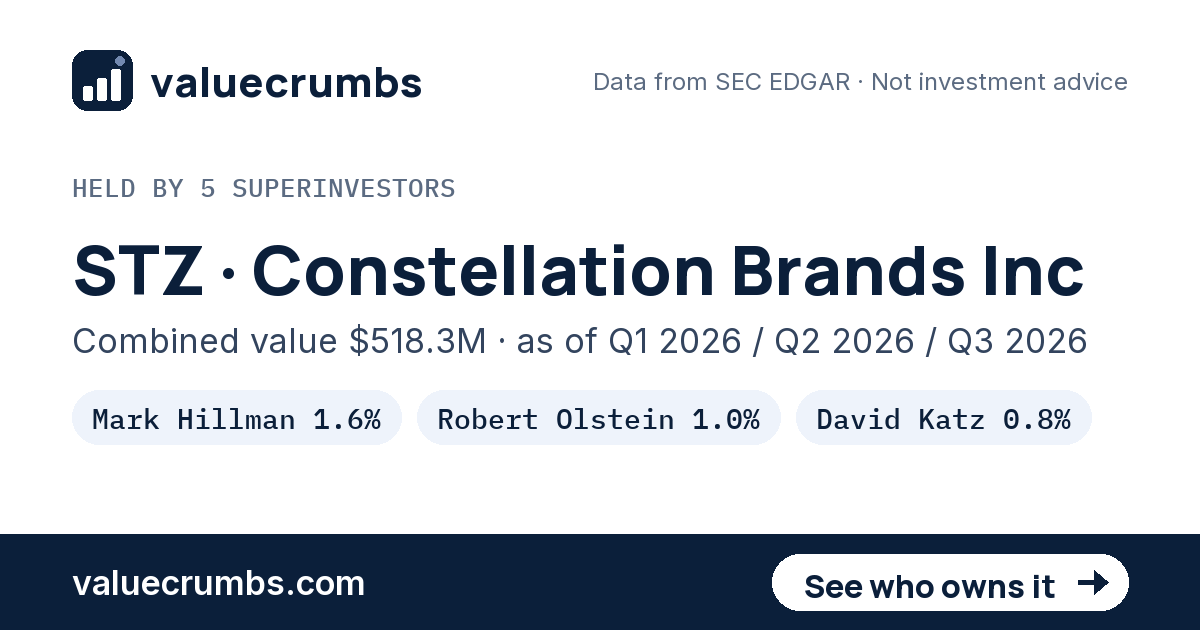 valuecrumbs
Data from SEC EDGAR · Not investment advice
HELD BY 5 SUPERINVESTORS
STZ · Constellation Brands Inc
Combined value $518.3M · as of Q1 2026 / Q2 2026 / Q3 2026
Mark Hillman 1.6% Robert Olstein 1.0% David Katz 0.8%
valuecrumbs.com
See who owns it →